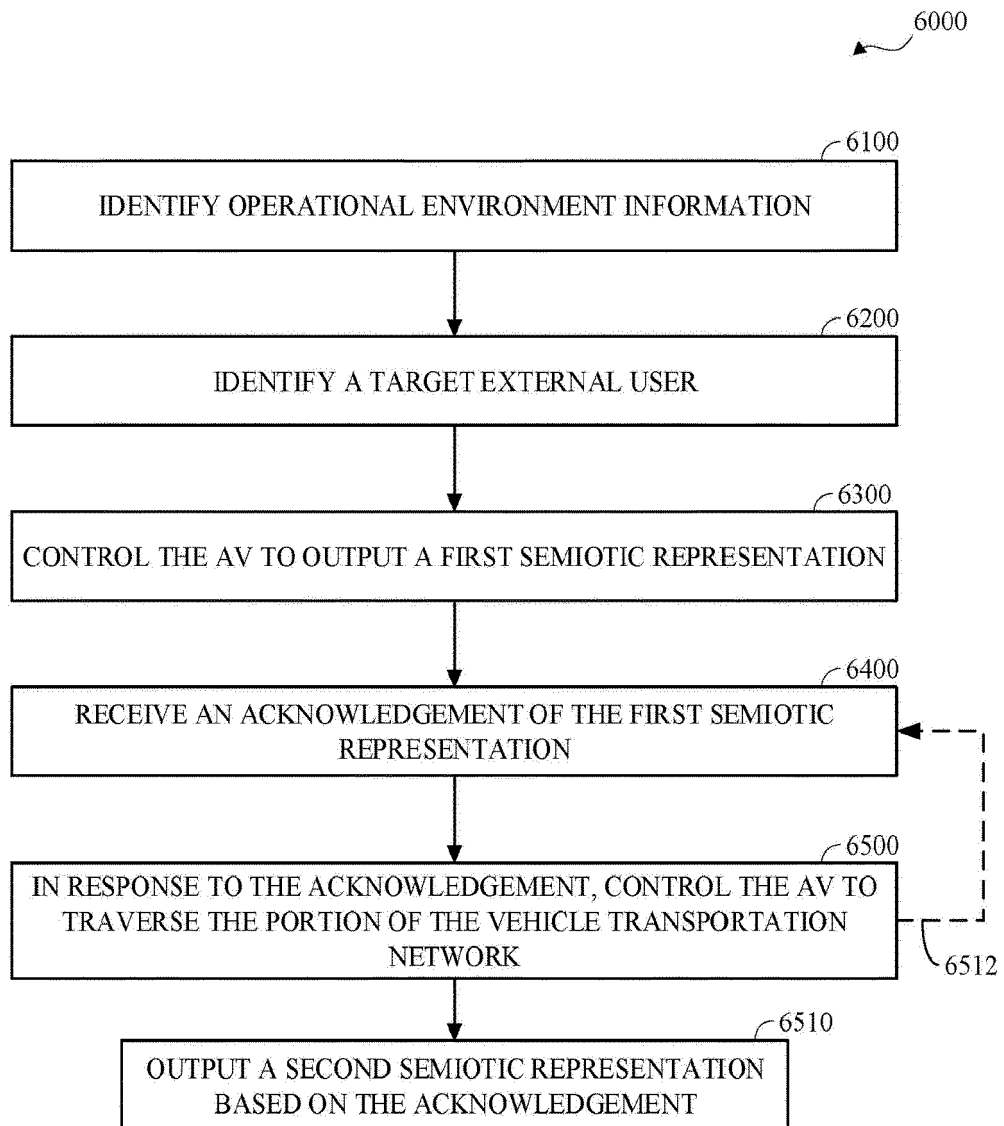 6000
6100
IDENTIFY OPERATIONAL ENVIRONMENT INFORMATION
6200
IDENTIFY A TARGET EXTERNAL USER
6300
CONTROL THE AV TO OUTPUT A FIRST SEMIOTIC REPRESENTATION
6400
RECEIVE AN ACKNOWLEDGEMENT OF THE FIRST SEMIOTIC
REPRESENTATION
6500
IN RESPONSE TO THE ACKNOWLEDGEMENT, CONTROL THE AV TO
TRAVERSE THE PORTION OF THE VEHICLE TRANSPORTATION
NETWORK
6512
6510
OUTPUT A SECOND SEMIOTIC REPRESENTATION
BASED ON THE ACKNOWLEDGEMENT